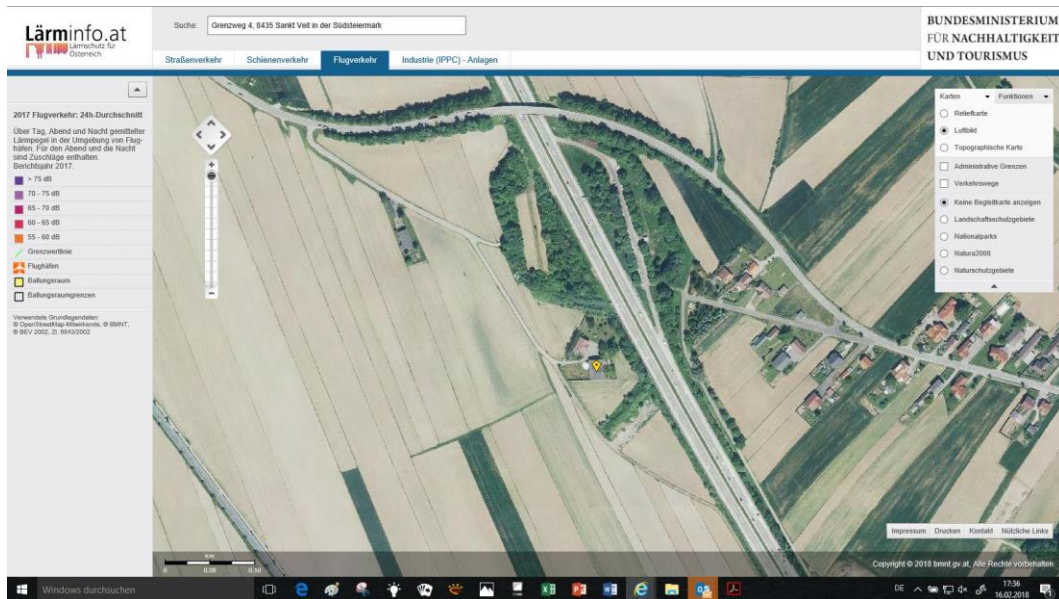 Lärminfo.at
Lärmschutz für
Österreich
Suche: Grenzweg 4, 8435 Sankt Veit in der Südsteiermark
BUNDESMINISTERIUM
FÜR NACHHALTIGKEIT
UND TOURISMUS
Straßenverkehr Schienenverkehr Flugverkehr Industrie (IPPC) - Anlagen
2017 Flugverkehr: 24h-Durchschnitt
Über Tag, Abend und Nacht gemittelter
Lärmpegel in der Umgebung von Flug-
häfen. Für den Abend und die Nacht
sind Zuschläge enthalten.
Berichtsjahr 2017.
> 75 dB
70 - 75 dB
65 - 70 dB
60 - 65 dB
55 - 60 dB
Grenzwertlinie
Flughäfen
Ballungsraum
Ballungsraumgrenzen
Verwendete Grundlagendaten:
© OpenStreetMap-Mitwirkende, © BMNT,
© BEV 2002, Zl. 6943/2002
Karten Funktionen
Reliefkarte
Luftbild
Topographische Karte
Administrative Grenzen
Verkehrswege
Keine Begleitkarte anzeigen
Landschaftsschutzgebiete
Nationalparks
Natura2000
Naturschutzgebiete
Impressum Drucken Kontakt Nützliche Links
km
0 0,05 0,10
Copyright © 2018 bmnt.gv.at, Alle Rechte vorbehalten
Windows durchsuchen
DE 17:36
16.02.2018